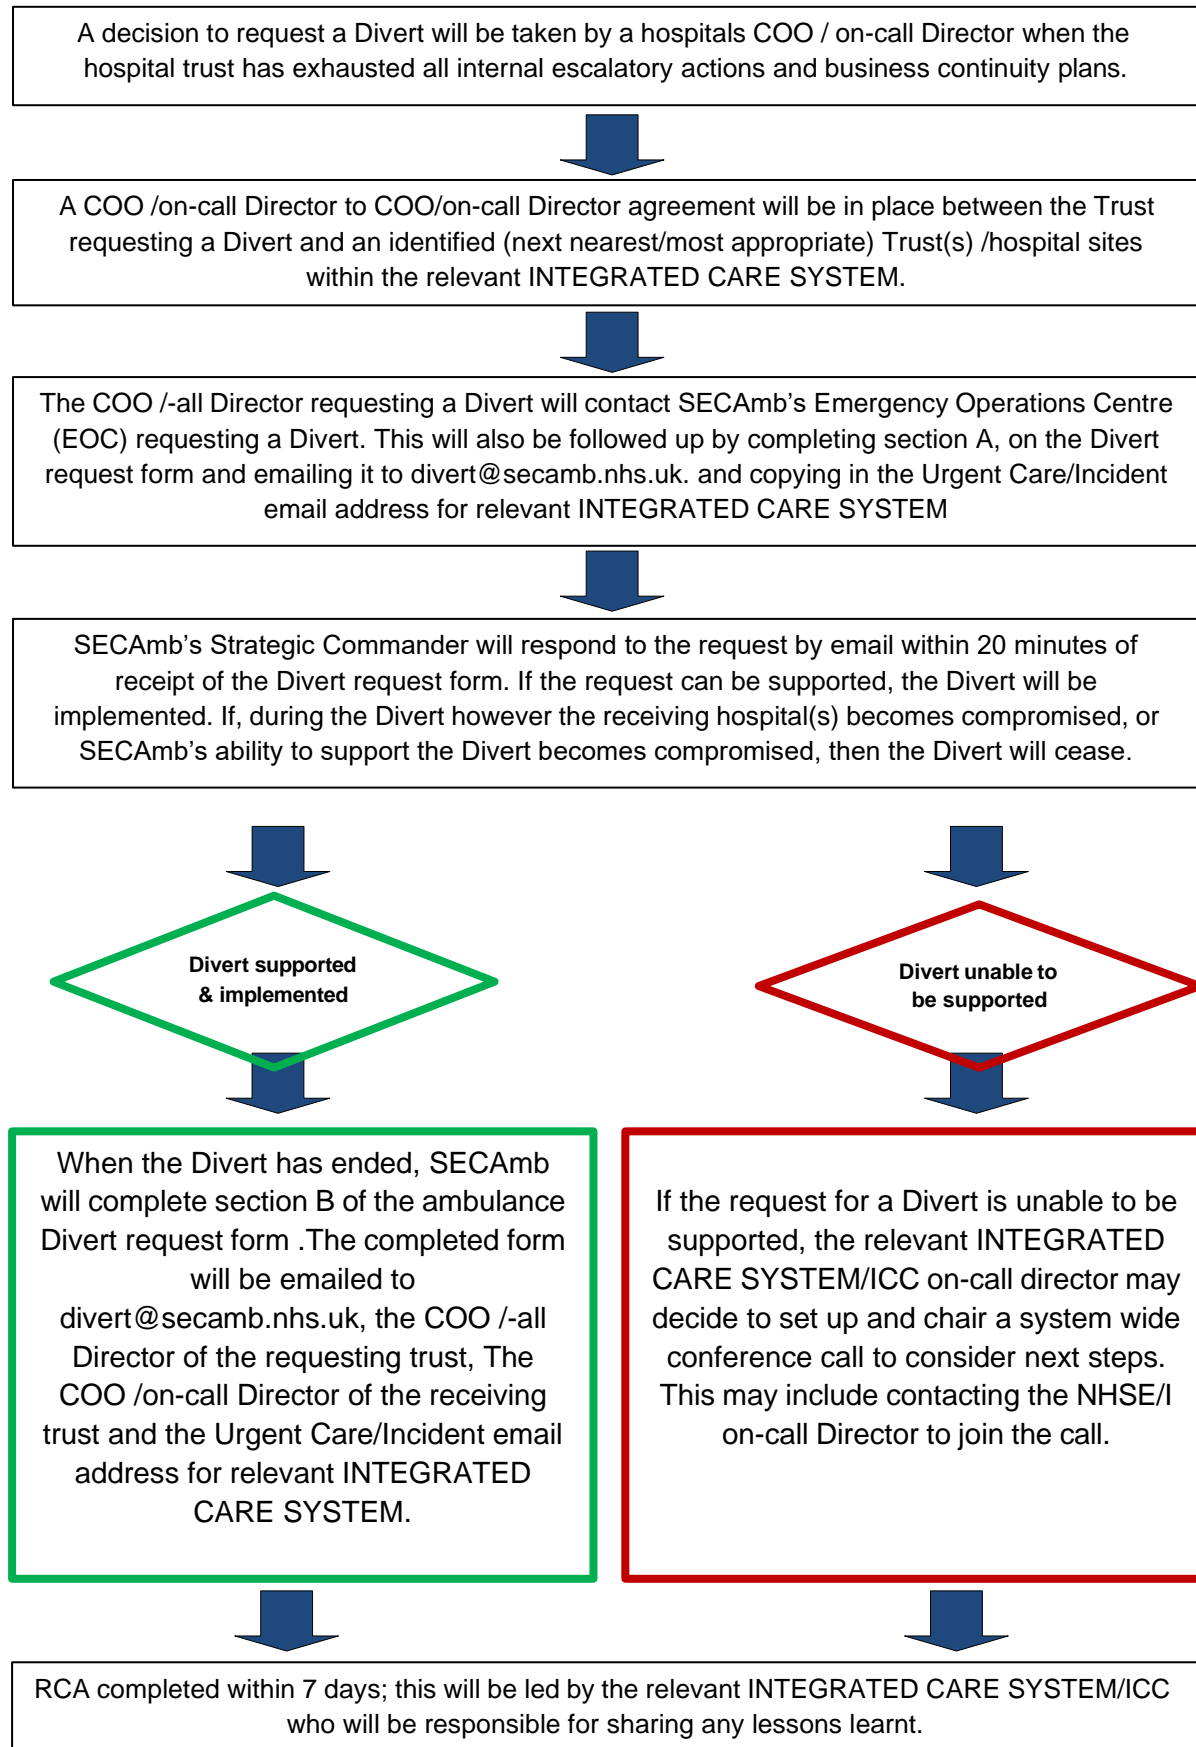 A decision to request a Divert will be taken by a hospitals COO / on-call Director when the
hospital trust has exhausted all internal escalatory actions and business continuity plans.
A COO /on-call Director to COO/on-call Director agreement will be in place between the Trust
requesting a Divert and an identified (next nearest/most appropriate) Trust(s) /hospital sites
within the relevant INTEGRATED CARE SYSTEM.
The COO /-all Director requesting a Divert will contact SECAmb’s Emergency Operations Centre
(EOC) requesting a Divert. This will also be followed up by completing section A, on the Divert
request form and emailing it to divert@secamb.nhs.uk. and copying in the Urgent Care/Incident
email address for relevant INTEGRATED CARE SYSTEM
SECAmb’s Strategic Commander will respond to the request by email within 20 minutes of
receipt of the Divert request form. If the request can be supported, the Divert will be
implemented. If, during the Divert however the receiving hospital(s) becomes compromised, or
SECAmb’s ability to support the Divert becomes compromised, then the Divert will cease.
Divert supported
& implemented
Divert unable to
be supported
When the Divert has ended, SECAmb
will complete section B of the ambulance
Divert request form .The completed form
will be emailed to
divert@secamb.nhs.uk, the COO /-all
Director of the requesting trust, The
COO /on-call Director of the receiving
trust and the Urgent Care/Incident email
address for relevant INTEGRATED
CARE SYSTEM.
If the request for a Divert is unable to be
supported, the relevant INTEGRATED
CARE SYSTEM/ICC on-call director may
decide to set up and chair a system wide
conference call to consider next steps.
This may include contacting the NHSE/I
on-call Director to join the call.
RCA completed within 7 days; this will be led by the relevant INTEGRATED CARE SYSTEM/ICC
who will be responsible for sharing any lessons learnt.